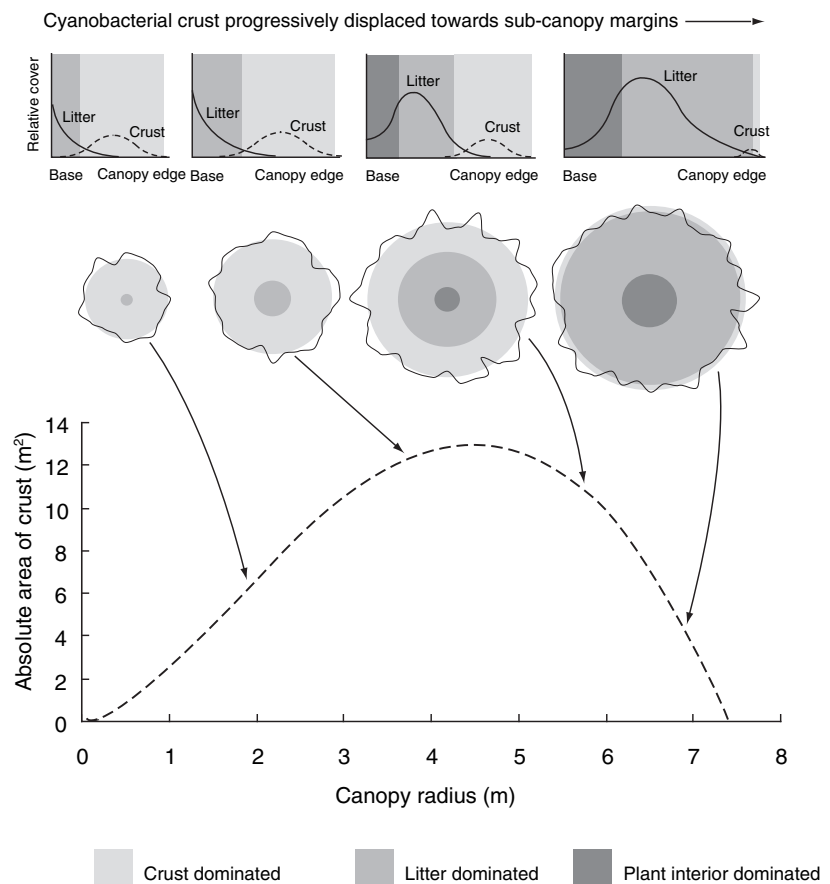 Cyanobacterial crust progressively displaced towards sub-canopy margins
Relative cover
Litter
Crust
Base
Canopy edge
Litter
Crust
Base
Canopy edge
Litter
Crust
Base
Canopy edge
Litter
Crust
Base
Canopy edge
Absolute area of crust (m²)
14
12
10
8
6
4
2
0
0 1 2 3 4 5 6 7 8
Canopy radius (m)
Crust dominated
Litter dominated
Plant interior dominated